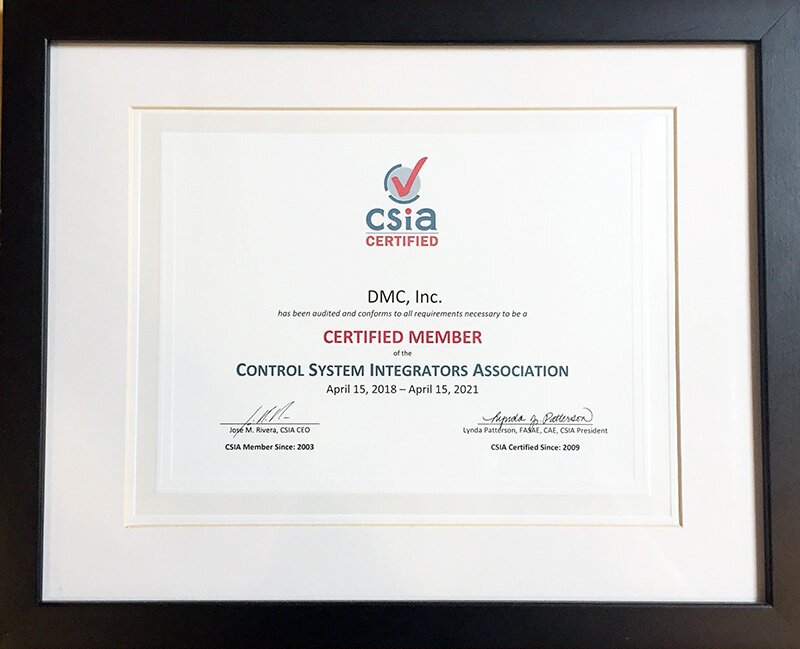 csia
CERTIFIED
DMC, Inc.
has been audited and conforms to all requirements necessary to be a
CERTIFIED MEMBER
of the
CONTROL SYSTEM INTEGRATORS ASSOCIATION
April 15, 2018 – April 15, 2021
Lynda J. Patterson
José M. Rivera, CSIA CEO
Lynda Patterson, FASAE, CAE, CSIA President
CSIA Member Since: 2003
CSIA Certified Since: 2009